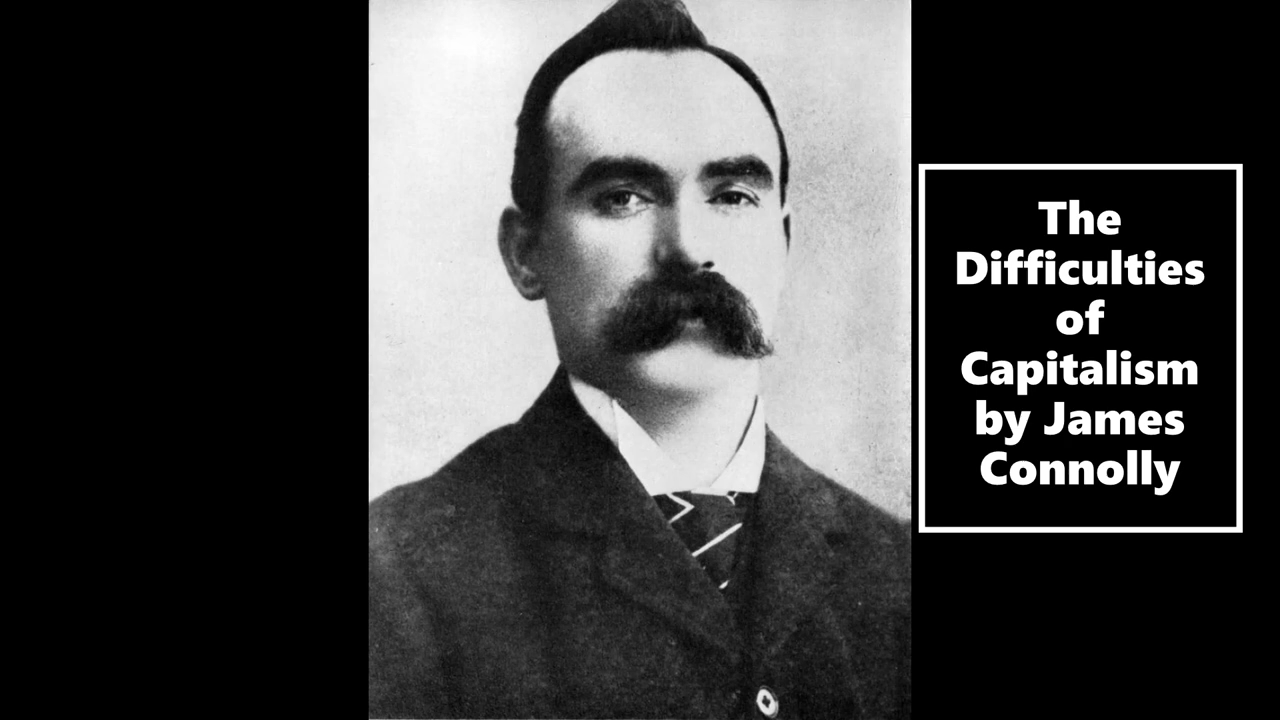 The
Difficulties
of
Capitalism
by James
Connolly